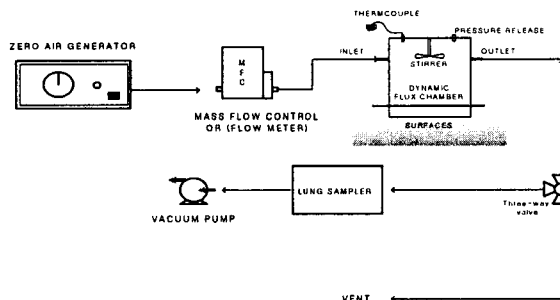 THERMCOUPLE
PRESSURE RELEASE
ZERO AIR GENERATOR
INLET
OUTLET
STIRRER
M
F
C
DYNAMIC
FLUX CHAMBER
MASS FLOW CONTROL
OR (FLOW METER)
SURFACES
LUNG SAMPLER
VACUUM PUMP
Three-way
valve
VENT